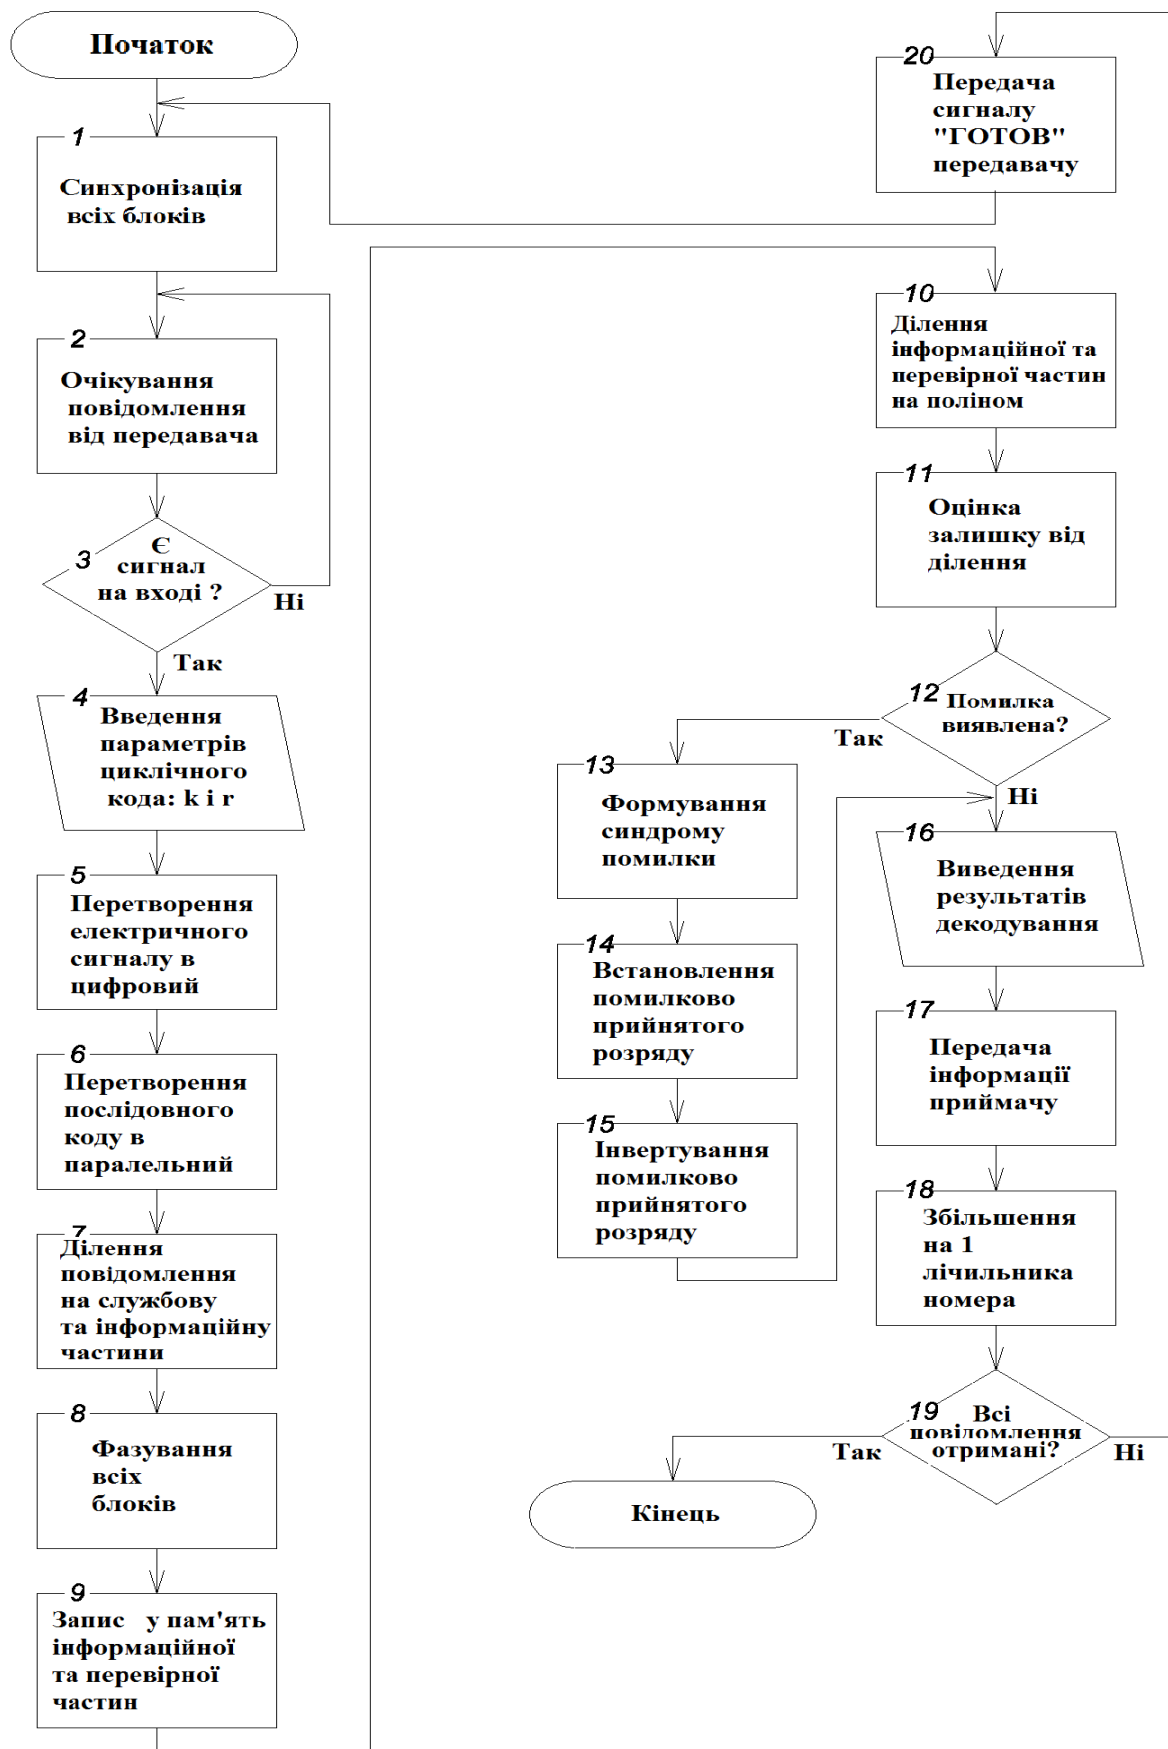 Початок
1
Синхронізація
всіх блоків
2
Очікування
повідомлення
від передавача
3
Є
сигнал
на вході ?
Ні
Так
4
Введення
параметрів
циклічного
кода: k i r
5
Перетворення
електричного
сигналу в
цифровий
6
Перетворення
послідовного
коду в
паралельний
7
Ділення
повідомлення
на службову
та інформаційну
частини
8
Фазування
всіх
блоків
9
Запис у пам'ять
інформаційної
та перевірної
частин
10
Ділення
інформаційної та
перевірної частин
на поліном
11
Оцінка
залишку від
ділення
12
Помилка
виявлена?
Так
Ні
13
Формування
синдрому
помилки
14
Встановлення
помилково
прийнятого
розряду
15
Інвертування
помилково
прийнятого
розряду
16
Виведення
результатів
декодування
17
Передача
інформації
приймачу
18
Збільшення
на 1
лічильника
номера
19
Всі
повідомлення
отримані?
Так
Ні
Кінець
20
Передача
сигналу
"ГОТОВ"
передавачу